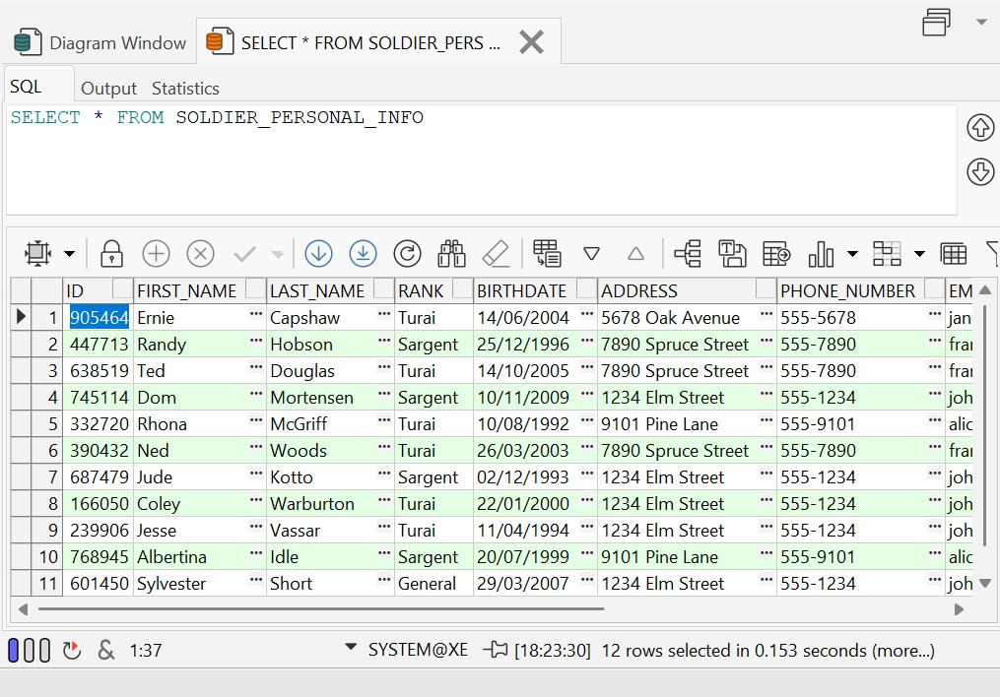 Diagram Window SELECT * FROM SOLDIER_PERS ...
SQL Output Statistics
SELECT * FROM SOLDIER_PERSONAL_INFO
ID FIRST_NAME LAST_NAME RANK BIRTHDATE ADDRESS PHONE_NUMBER EM
1 905464 Ernie ... Capshaw ... Turai 14/06/2004 ... 5678 Oak Avenue ... 555-5678 ... jan
2 447713 Randy ... Hobson ... Sargent 25/12/1996 ... 7890 Spruce Street ... 555-7890 ... fran
3 638519 Ted ... Douglas ... Turai 14/10/2005 ... 7890 Spruce Street ... 555-7890 ... fran
4 745114 Dom ... Mortensen ... Sargent 10/11/2009 ... 1234 Elm Street ... 555-1234 ... joh
5 332720 Rhona ... McGriff ... Turai 10/08/1992 ... 9101 Pine Lane ... 555-9101 ... alic
6 390432 Ned ... Woods ... Turai 26/03/2003 ... 7890 Spruce Street ... 555-7890 ... fran
7 687479 Jude ... Kotto ... Sargent 02/12/1993 ... 1234 Elm Street ... 555-1234 ... joh
8 166050 Coley ... Warburton ... Turai 22/01/2000 ... 1234 Elm Street ... 555-1234 ... joh
9 239906 Jesse ... Vassar ... Turai 11/04/1994 ... 1234 Elm Street ... 555-1234 ... joh
10 768945 Albertina ... Idle ... Sargent 20/07/1999 ... 9101 Pine Lane ... 555-9101 ... alic
11 601450 Sylvester ... Short ... General 29/03/2007 ... 1234 Elm Street ... 555-1234 ... joh
& 1:37 SYSTEM@XE [18:23:30] 12 rows selected in 0.153 seconds (more...)